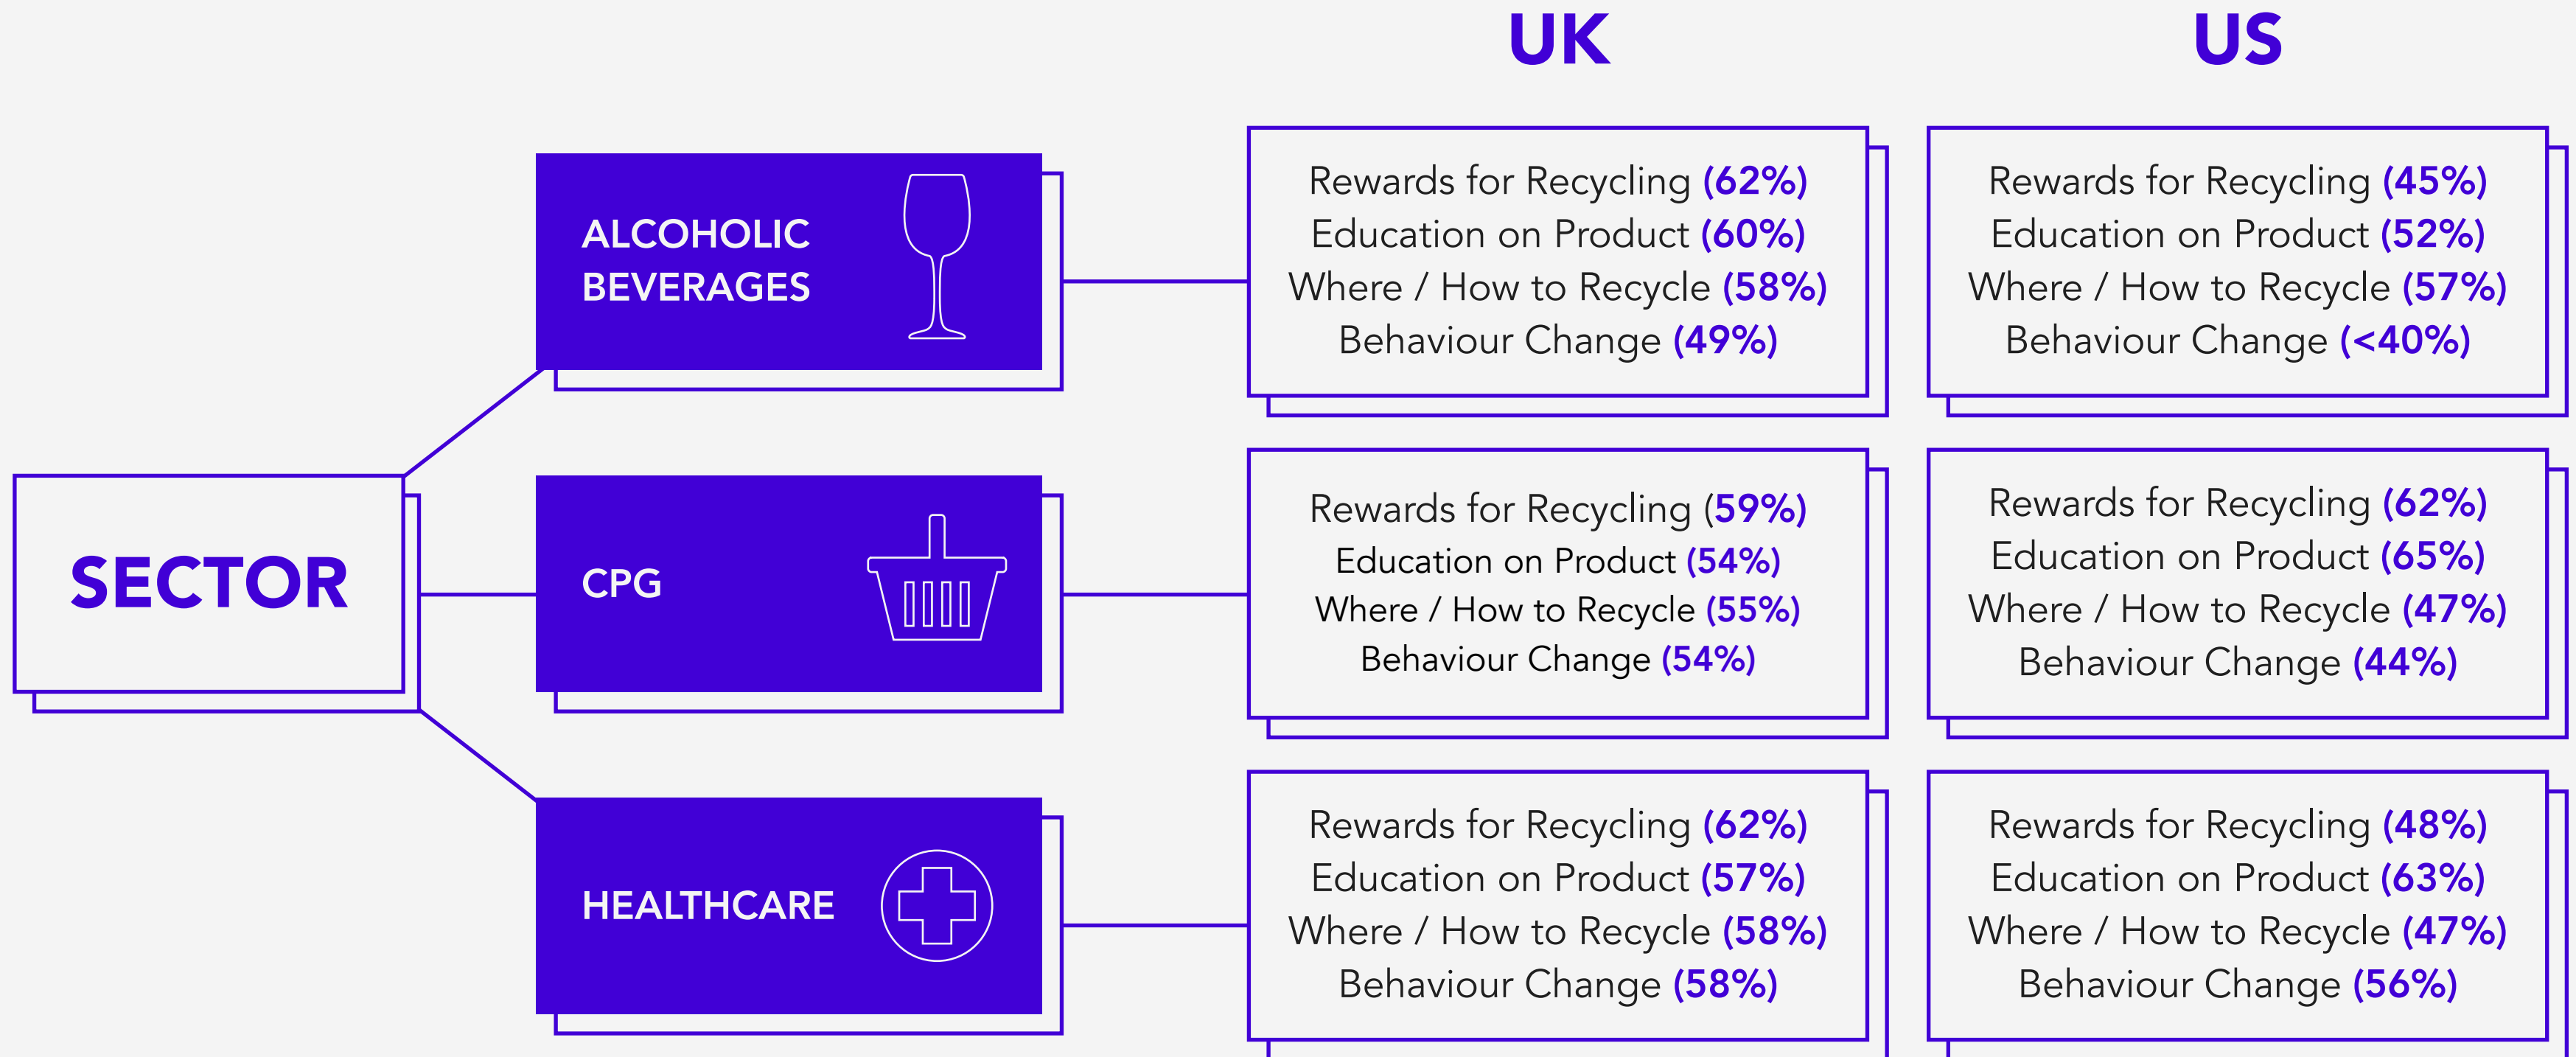 UK
US
ALCOHOLIC
BEVERAGES
Rewards for Recycling (62%)
Education on Product (60%)
Where / How to Recycle (58%)
Behaviour Change (49%)
Rewards for Recycling (45%)
Education on Product (52%)
Where / How to Recycle (57%)
Behaviour Change (<40%)
SECTOR
CPG
Rewards for Recycling (59%)
Education on Product (54%)
Where / How to Recycle (55%)
Behaviour Change (54%)
Rewards for Recycling (62%)
Education on Product (65%)
Where / How to Recycle (47%)
Behaviour Change (44%)
HEALTHCARE
Rewards for Recycling (62%)
Education on Product (57%)
Where / How to Recycle (58%)
Behaviour Change (58%)
Rewards for Recycling (48%)
Education on Product (63%)
Where / How to Recycle (47%)
Behaviour Change (56%)